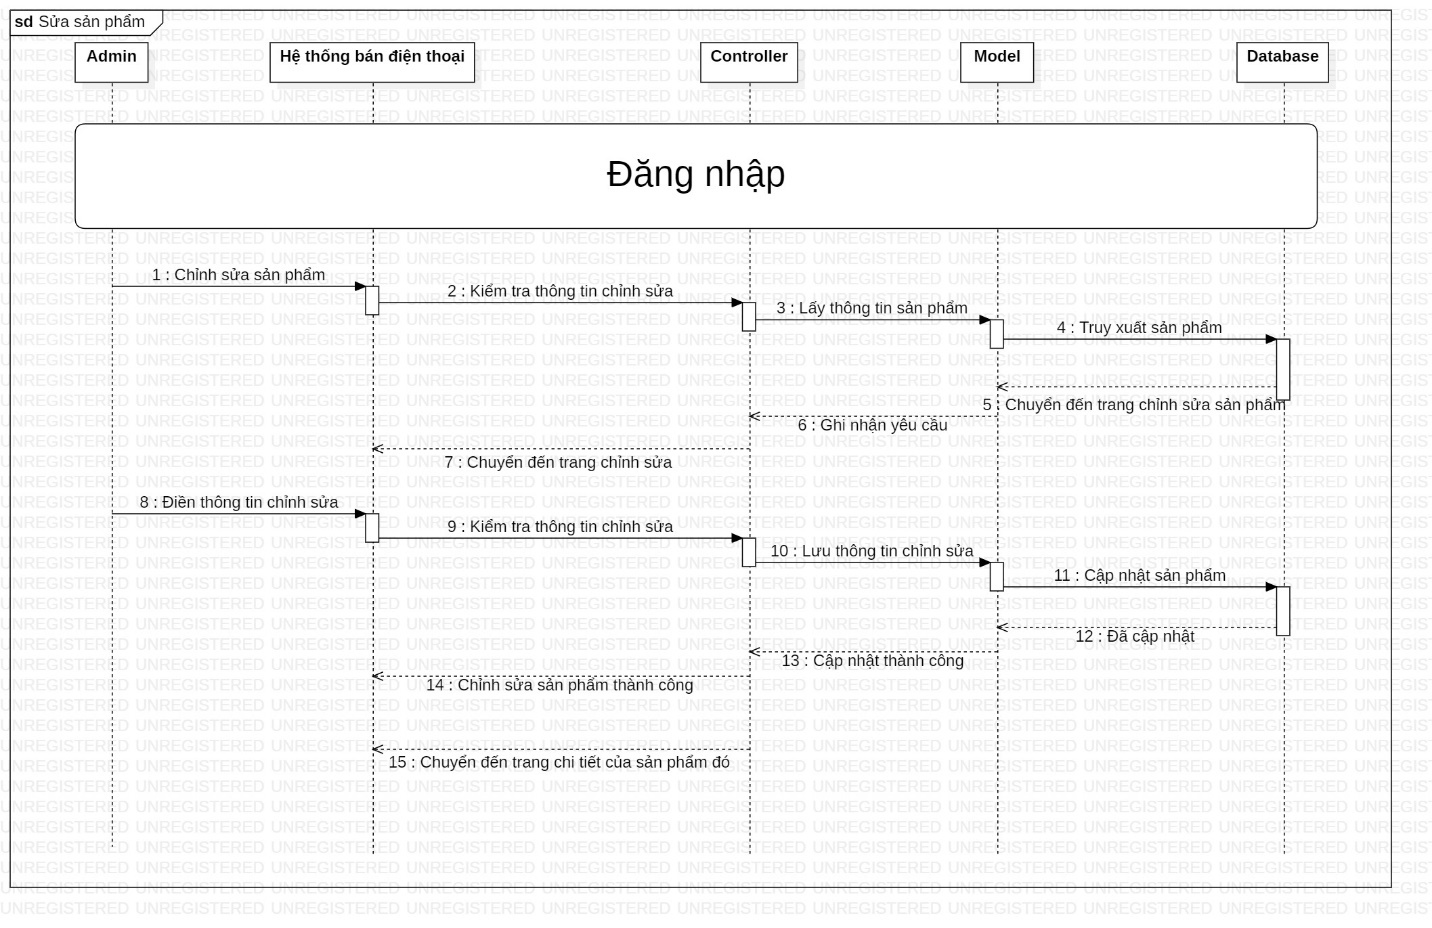 sd Sửa sản phẩm
Admin
Hệ thống bán điện thoại
Controller
Model
Database
Đăng nhập
1 : Chỉnh sửa sản phẩm
2 : Kiểm tra thông tin chỉnh sửa
3 : Lấy thông tin sản phẩm
4 : Truy xuất sản phẩm
5 : Chuyển đến trang chỉnh sửa sản phẩm
6 : Ghi nhận yêu cầu
7 : Chuyển đến trang chỉnh sửa
8 : Điền thông tin chỉnh sửa
9 : Kiểm tra thông tin chỉnh sửa
10 : Lưu thông tin chỉnh sửa
11 : Cập nhật sản phẩm
12 : Đã cập nhật
13 : Cập nhật thành công
14 : Chỉnh sửa sản phẩm thành công
15 : Chuyển đến trang chi tiết của sản phẩm đó
UNREGISTERED